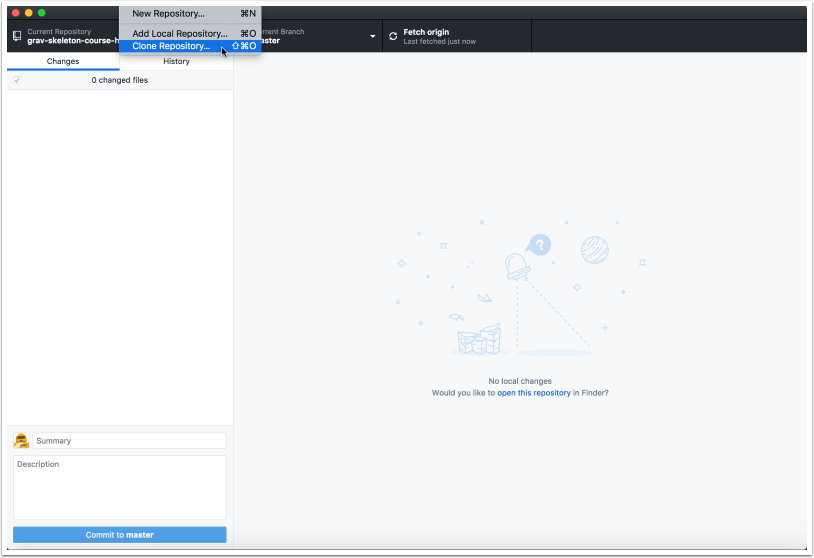 New Repository... ⌘N
Add Local Repository... ⌘O
Clone Repository... ⇧⌘O
Current Repository
grav-skeleton-course-h
rent Branch
aster
Fetch origin
Last fetched just now
Changes
History
0 changed files
?
No local changes
Would you like to open this repository in Finder?
Summary
Description
Commit to master